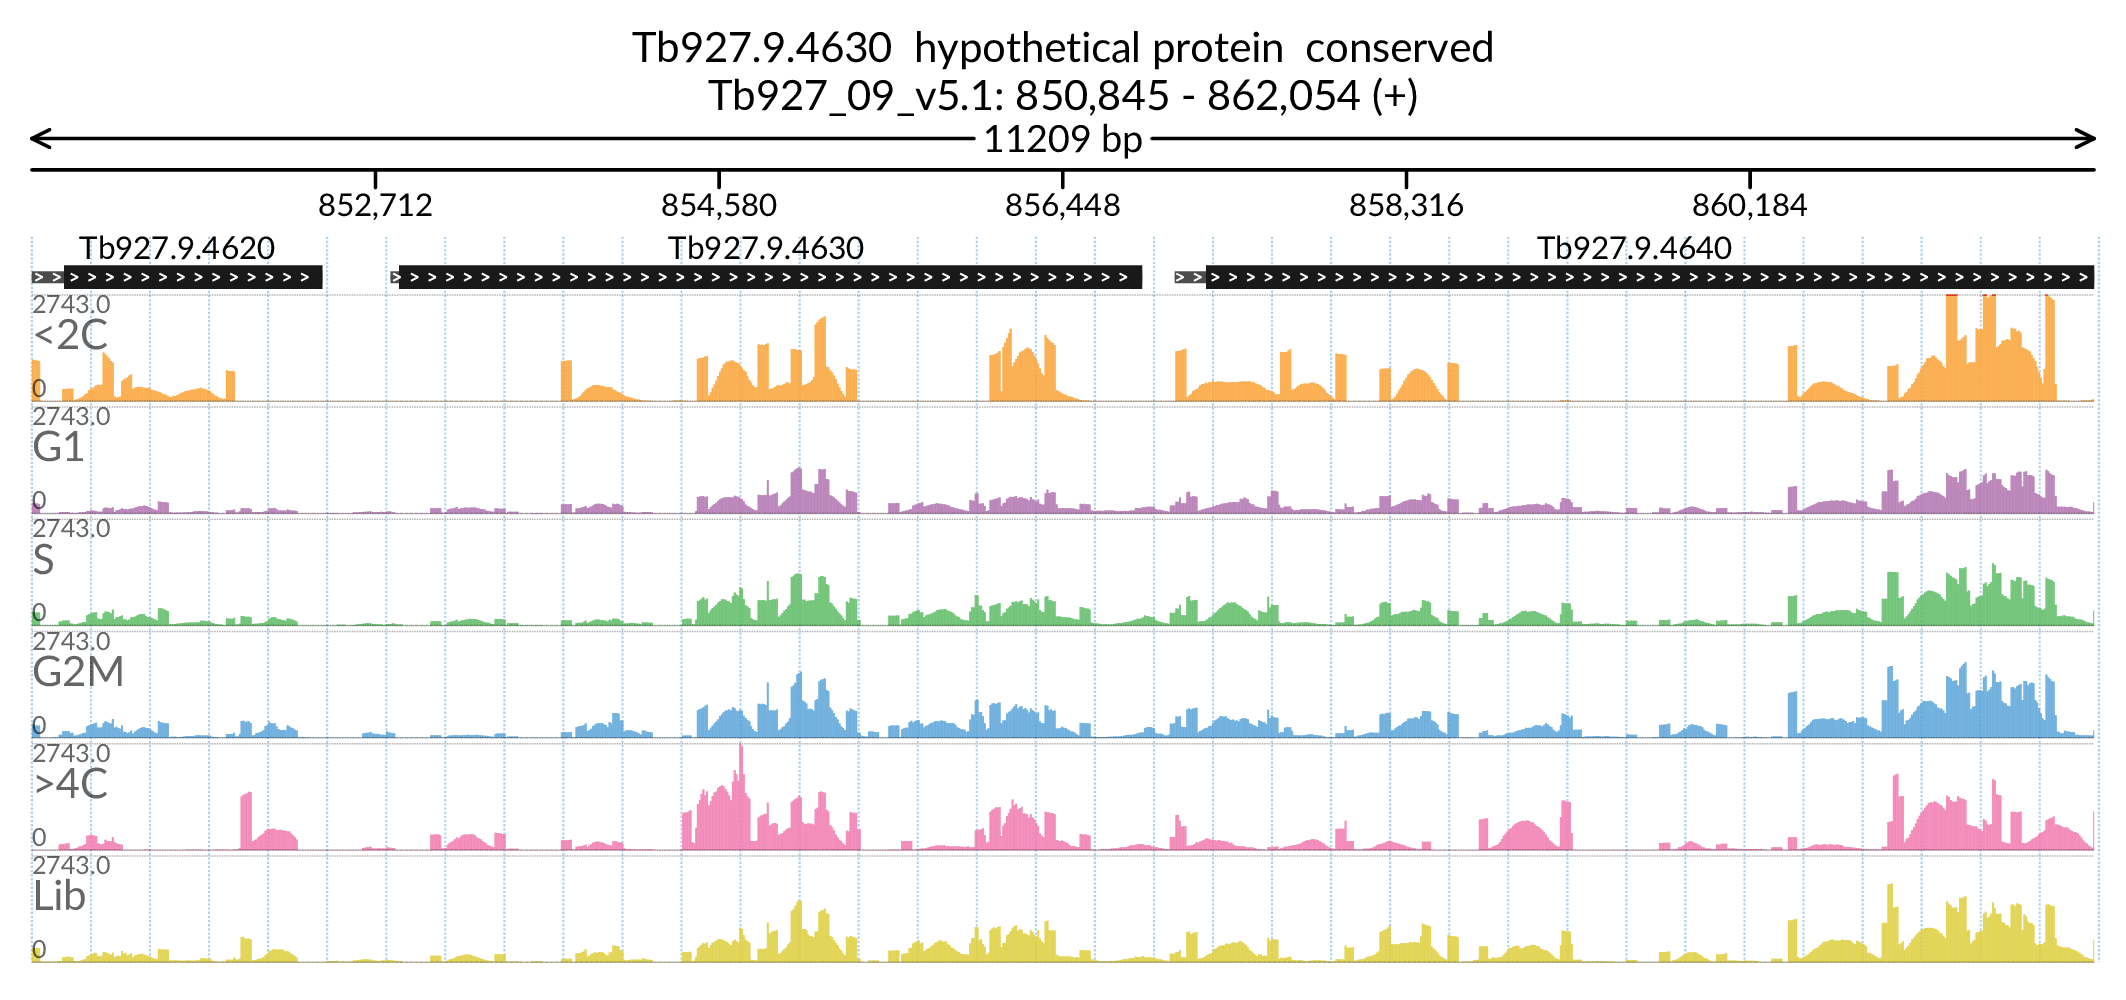 Tb927.9.4630  hypothetical protein  conserved
Tb927_09_v5.1: 850,845 - 862,054 (+)
11209 bp
852,712 854,580 856,448 858,316 860,184
Tb927.9.4620 Tb927.9.4630 Tb927.9.4640
2743.0
<2C
0
2743.0
G1
0
2743.0
S
0
2743.0
G2M
0
2743.0
>4C
0
2743.0
Lib
0